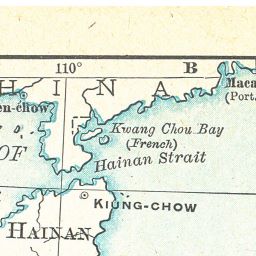 110° B
H I N A
Maca
(Port.
en-chow
Kwang Chou Bay
(French)
OF
Hainan Strait
KIUNG-CHOW
HAINAN